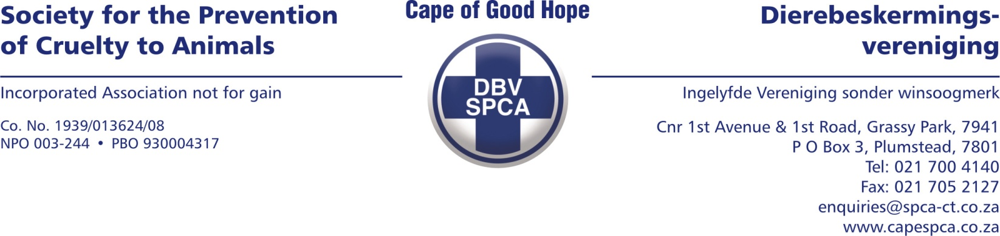 Society for the Prevention
of Cruelty to Animals
Incorporated Association not for gain
Co. No. 1939/013624/08
NPO 003-244 • PBO 930004317
Cape of Good Hope
DBV
SPCA
Dierebeskermings-
vereniging
Ingelyfde Vereniging sonder winsoogmerk
Cnr 1st Avenue & 1st Road, Grassy Park, 7941
P O Box 3, Plumstead, 7801
Tel: 021 700 4140
Fax: 021 705 2127
enquiries@spca-ct.co.za
www.capespca.co.za